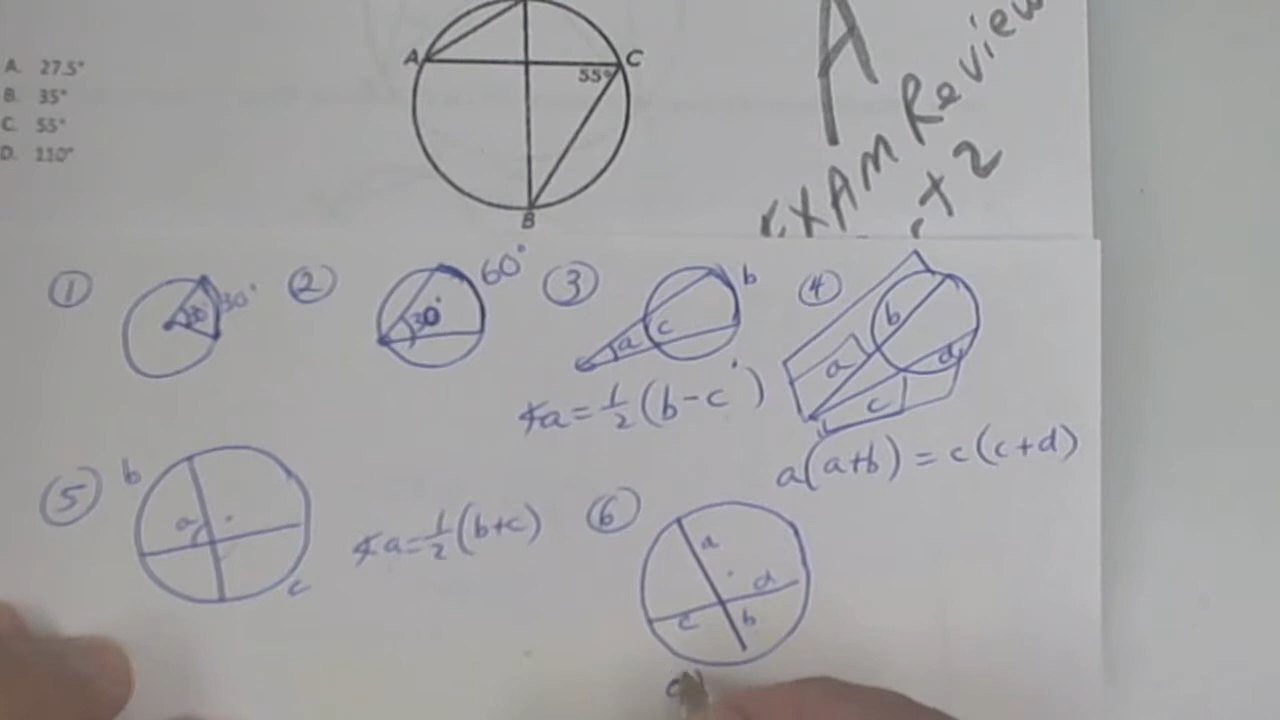 A
C
55°
B
A. 27.5°
B. 35°
C. 55°
D. 110°
A
EXAM Review
2
① 30° 30°
② 30° 60°
③ a c b
∡a = 1/2 (b - c)
④ a b c d
a(a+b) = c(c+d)
⑤ b a c
∡a = 1/2 (b+c)
⑥ a d c b